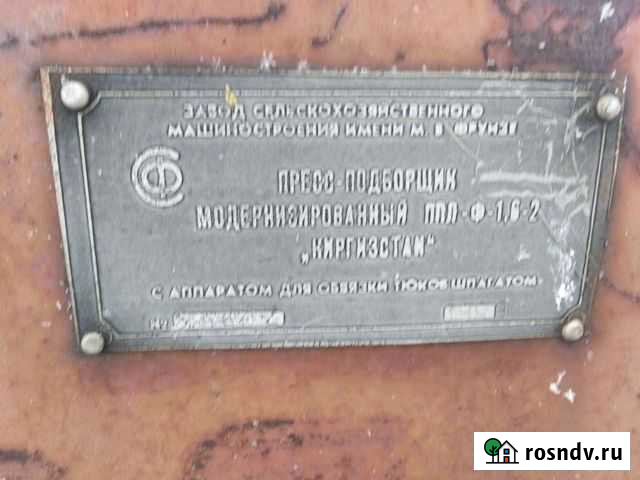 ЗАВОД СЕЛЬСКОХОЗЯЙСТВЕННОГО
МАШИНОСТРОЕНИЯ ИМЕНИ М. В ФРУНЗЕ
ПРЕСС-ПОДБОРЩИК
МОДЕРНИЗИРОВАННЫЙ ППЛ-Ф-1,6-2
„КИРГИЗСТАН“
С АППАРАТОМ ДЛЯ ОБВЯЗКИ ТЮКОВ ШПАГАТОМ
№
rosndv.ru